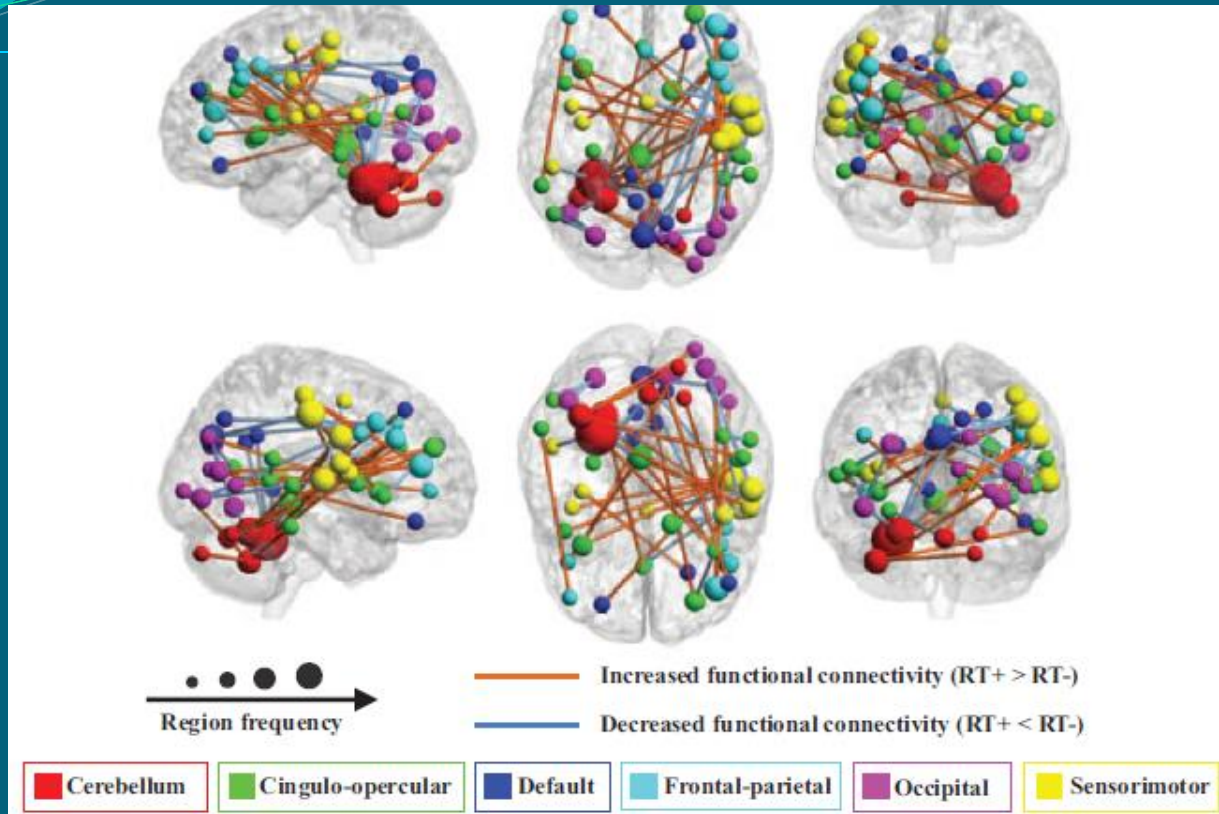 Region frequency
Increased functional connectivity (RT+ > RT-)
Decreased functional connectivity (RT+ < RT-)
Cerebellum
Cingulo-opercular
Default
Frontal-parietal
Occipital
Sensorimotor